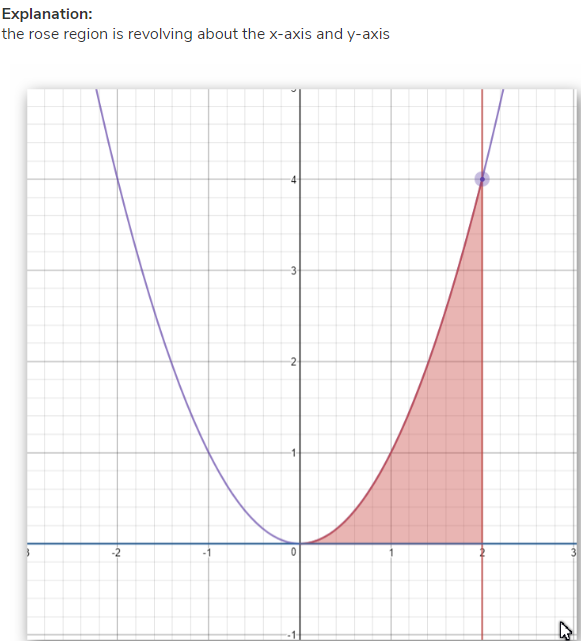 Explanation:
the rose region is revolving about the x-axis and y-axis
4
3
2
1
-2 -1 0 1 2 3
-1